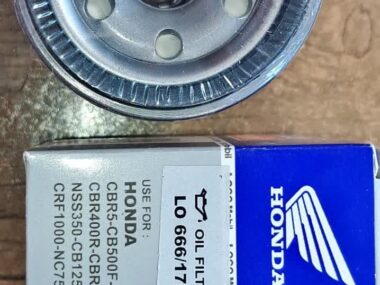 USE FOR :
HONDA
CBR5-CB500F-
CBR400R-CBR
NSS350-CB125
CRF1000-NC75
OIL FILT
LO 666/17
HONDA